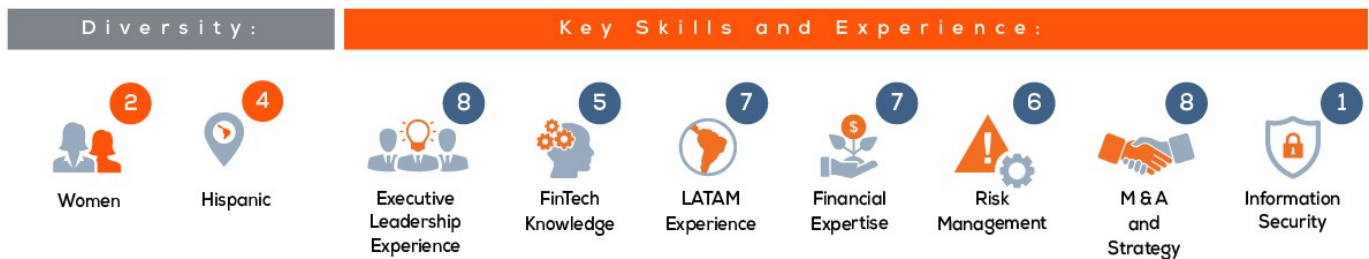 Diversity:
Key Skills and Experience:
2
Women
4
Hispanic
8
Executive
Leadership
Experience
5
FinTech
Knowledge
7
LATAM
Experience
7
$
Financial
Expertise
6
!
Risk
Management
8
M & A
and
Strategy
1
Information
Security